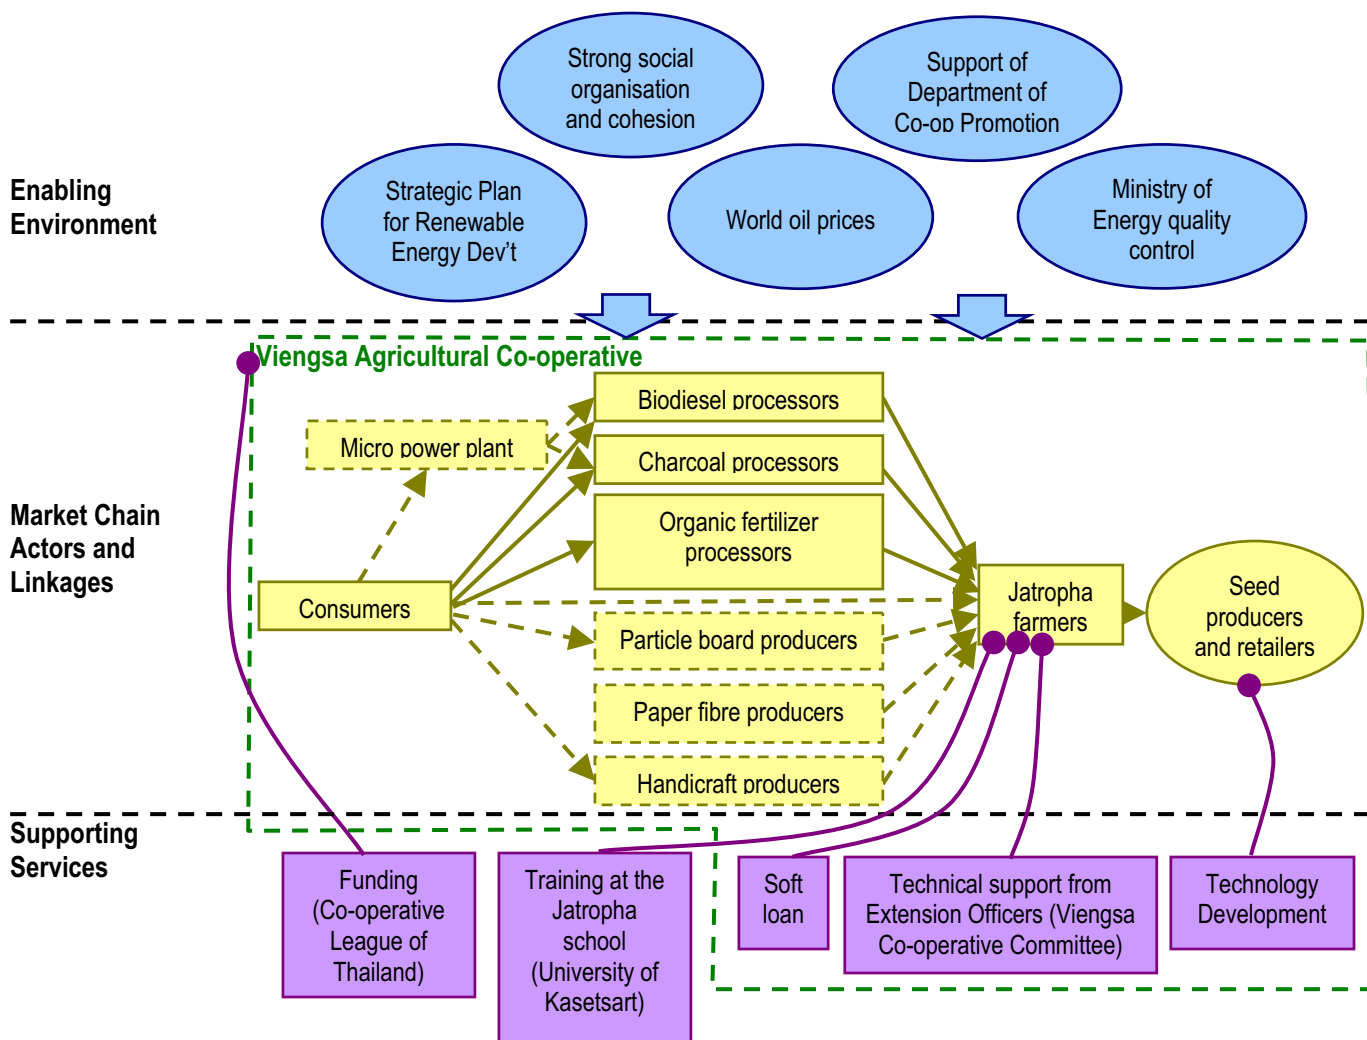 Strong social
organisation
and cohesion
Support of
Department of
Co-op Promotion
Enabling
Environment
Strategic Plan
for Renewable
Energy Dev't
World oil prices
Ministry of
Energy quality
control
Viengsa Agricultural Co-operative
Biodiesel processors
Micro power plant
Charcoal processors
Market Chain
Actors and
Linkages
Organic fertilizer
processors
Consumers
Jatropha
farmers
Seed
producers
and retailers
Particle board producers
Paper fibre producers
Handicraft producers
Supporting
Services
Funding
(Co-operative
League of
Thailand)
Training at the
Jatropha
school
(University of
Kasetsart)
Soft
loan
Technical support from
Extension Officers (Viengsa
Co-operative Committee)
Technology
Development